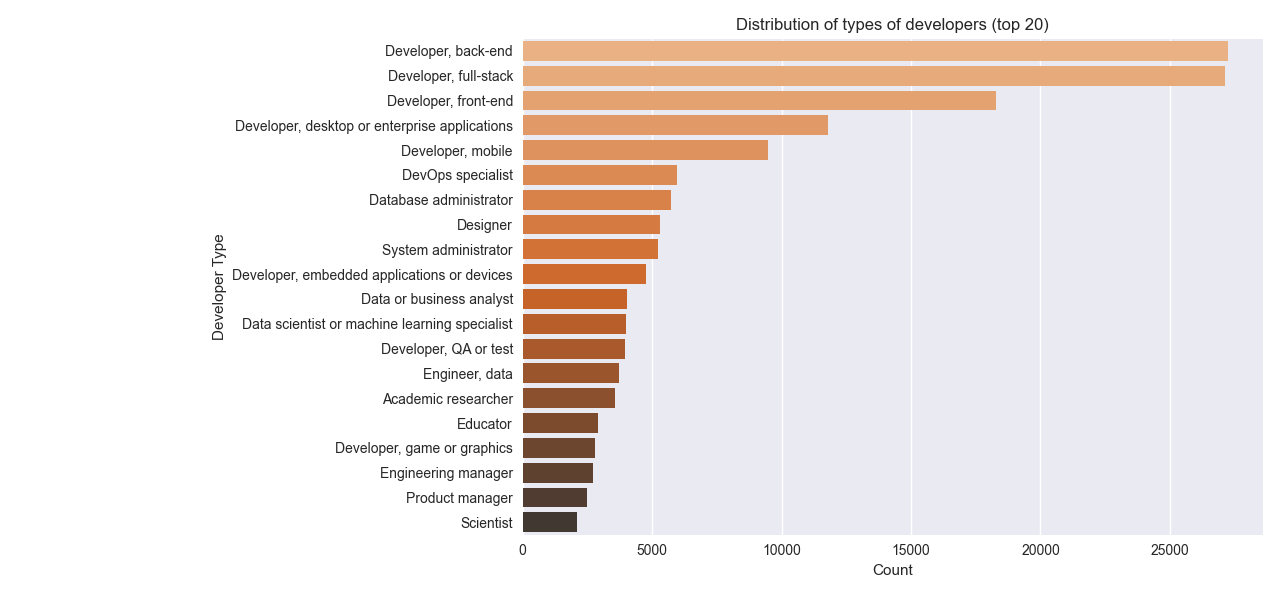 Distribution of types of developers (top 20)
Developer Type
Developer, back-end
Developer, full-stack
Developer, front-end
Developer, desktop or enterprise applications
Developer, mobile
DevOps specialist
Database administrator
Designer
System administrator
Developer, embedded applications or devices
Data or business analyst
Data scientist or machine learning specialist
Developer, QA or test
Engineer, data
Academic researcher
Educator
Developer, game or graphics
Engineering manager
Product manager
Scientist
0 5000 10000 15000 20000 25000
Count